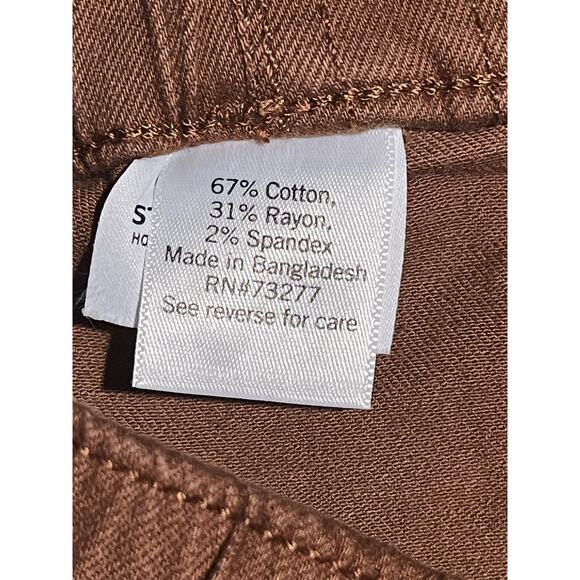 67% Cotton,
31% Rayon,
2% Spandex
Made in Bangladesh
RN#73277
See reverse for care